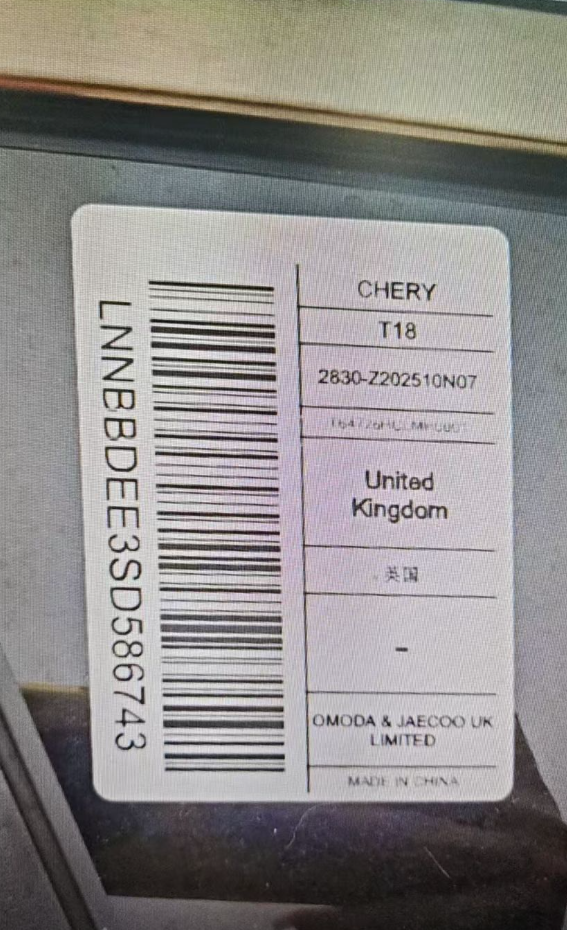 LNNBBDEE3SD586743
CHERY
T18
2830-Z202510N07
United
Kingdom
英国
-
OMODA & JAECOO UK
LIMITED
MADE IN CHINA